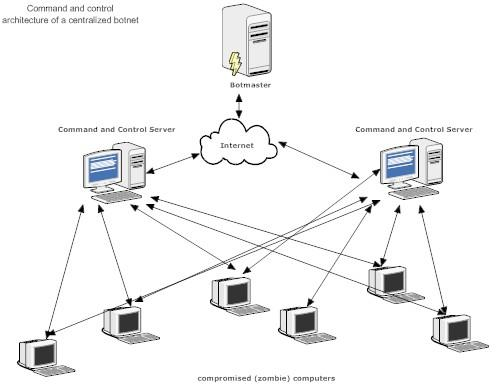 Command and control
architecture of a centralized botnet
Botmaster
Command and Control Server
Internet
Command and Control Server
compromised (zombie) computers